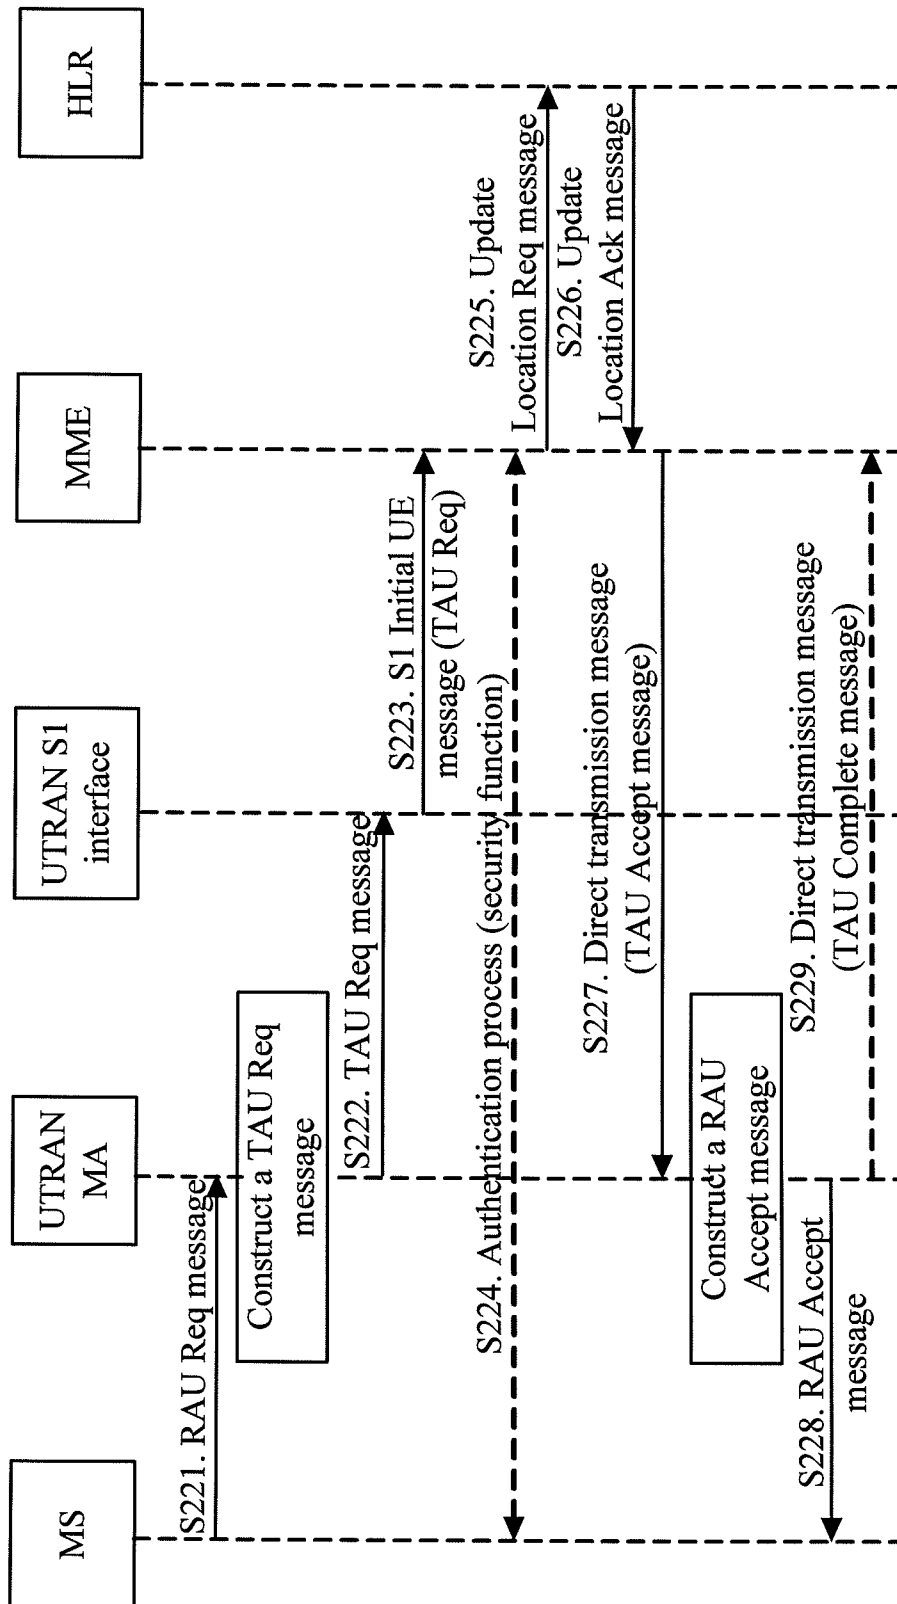 MS
UTRAN
MA
UTRAN S1
interface
MME
HLR
S221. RAU Req message
Construct a TAU Req
message
S222. TAU Req message
S223. S1 Initial UE
message (TAU Req)
S224. Authentication process (security function)
S225. Update
Location Req message
S226. Update
Location Ack message
S227. Direct transmission message
(TAU Accept message)
Construct a RAU
Accept message
S228. RAU Accept
message
S229. Direct transmission message
(TAU Complete message)